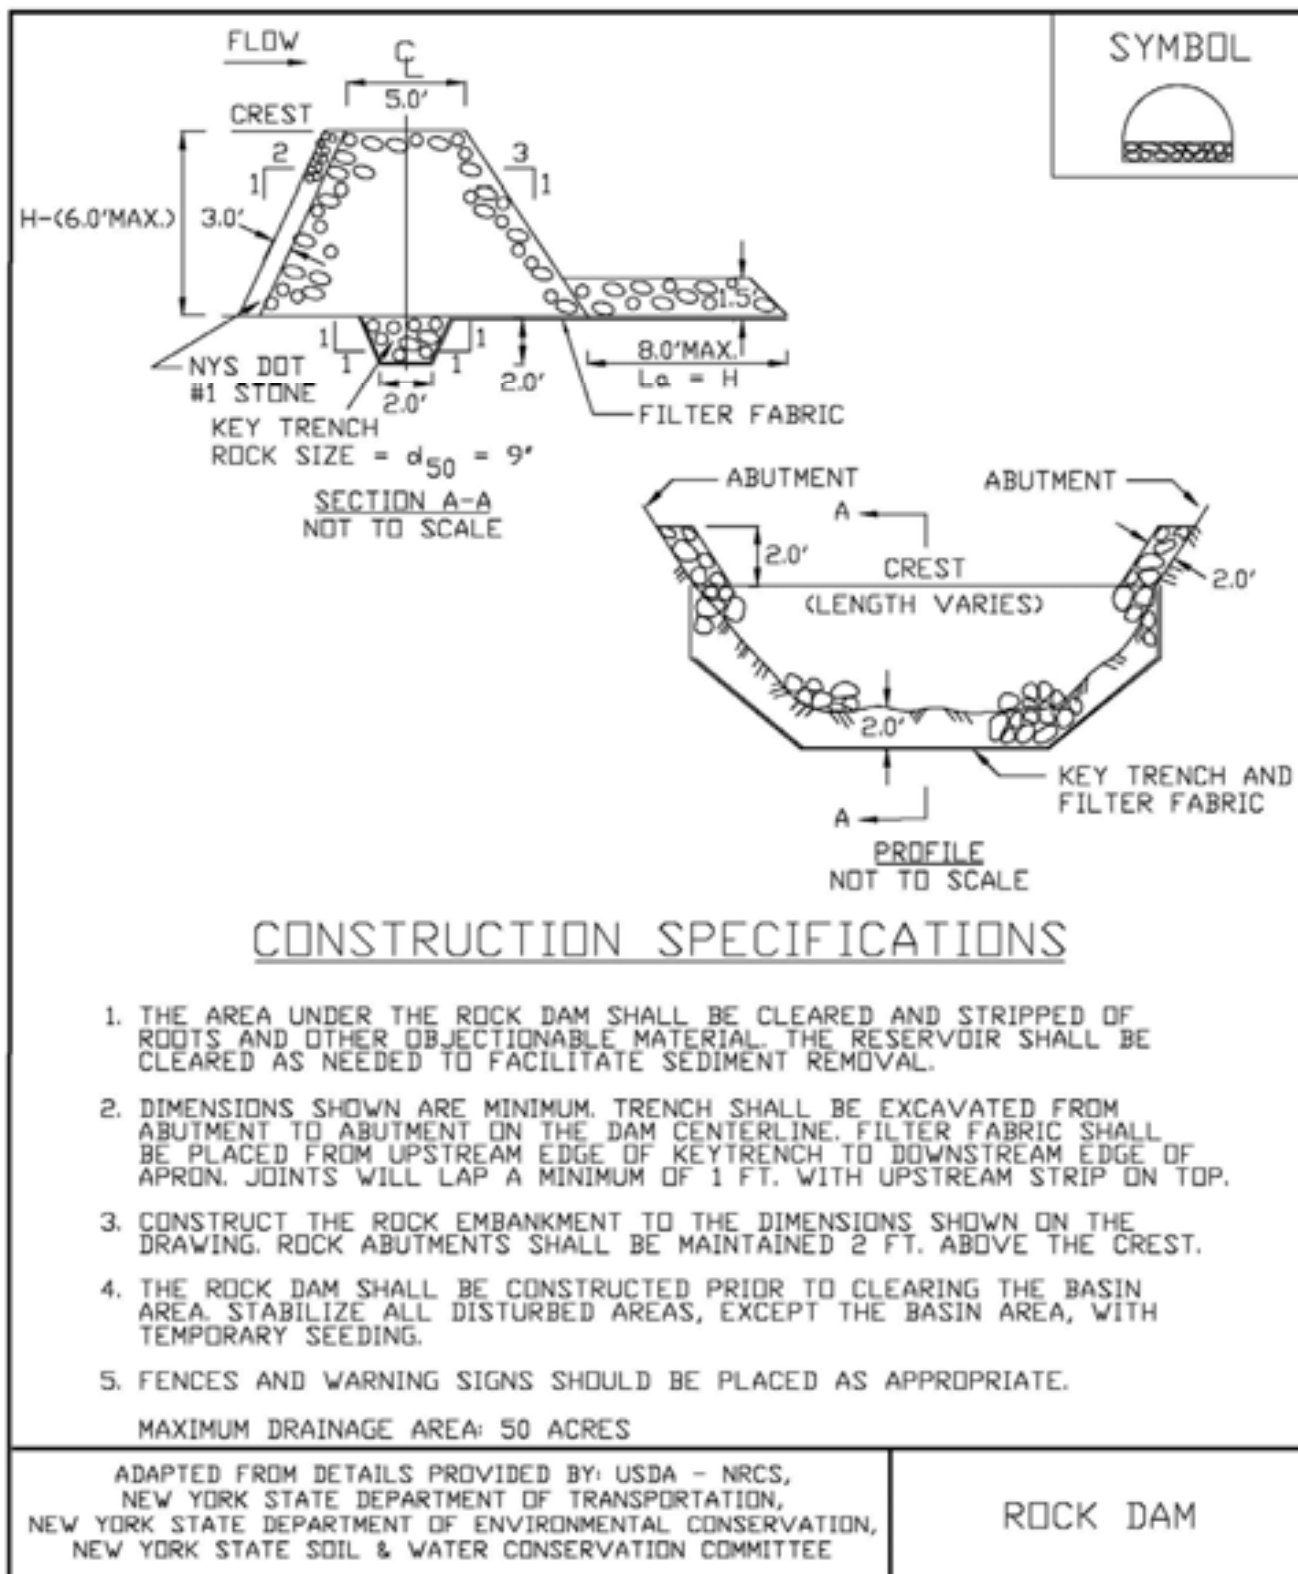 FLOW
C
L
5.0'
CREST
2
1
3
1
H-(6.0'MAX.)
3.0'
1.5'
1
1
1
1
NYS DOT
#1 STONE
2.0'
2.0'
8.0'MAX.
La = H
FILTER FABRIC
KEY TRENCH
ROCK SIZE = d50 = 9"
SECTION A-A
NOT TO SCALE
SYMBOL
ABUTMENT
ABUTMENT
A
2.0'
CREST
(LENGTH VARIES)
2.0'
2.0'
KEY TRENCH AND
FILTER FABRIC
A
PROFILE
NOT TO SCALE
CONSTRUCTION SPECIFICATIONS
1. THE AREA UNDER THE ROCK DAM SHALL BE CLEARED AND STRIPPED OF
ROOTS AND OTHER OBJECTIONABLE MATERIAL. THE RESERVOIR SHALL BE
CLEARED AS NEEDED TO FACILITATE SEDIMENT REMOVAL.
2. DIMENSIONS SHOWN ARE MINIMUM. TRENCH SHALL BE EXCAVATED FROM
ABUTMENT TO ABUTMENT ON THE DAM CENTERLINE. FILTER FABRIC SHALL
BE PLACED FROM UPSTREAM EDGE OF KEYTRENCH TO DOWNSTREAM EDGE OF
APRON. JOINTS WILL LAP A MINIMUM OF 1 FT. WITH UPSTREAM STRIP ON TOP.
3. CONSTRUCT THE ROCK EMBANKMENT TO THE DIMENSIONS SHOWN ON THE
DRAWING. ROCK ABUTMENTS SHALL BE MAINTAINED 2 FT. ABOVE THE CREST.
4. THE ROCK DAM SHALL BE CONSTRUCTED PRIOR TO CLEARING THE BASIN
AREA. STABILIZE ALL DISTURBED AREAS, EXCEPT THE BASIN AREA, WITH
TEMPORARY SEEDING.
5. FENCES AND WARNING SIGNS SHOULD BE PLACED AS APPROPRIATE.
MAXIMUM DRAINAGE AREA: 50 ACRES
ADAPTED FROM DETAILS PROVIDED BY: USDA - NRCS,
NEW YORK STATE DEPARTMENT OF TRANSPORTATION,
NEW YORK STATE DEPARTMENT OF ENVIRONMENTAL CONSERVATION,
NEW YORK STATE SOIL & WATER CONSERVATION COMMITTEE
ROCK DAM